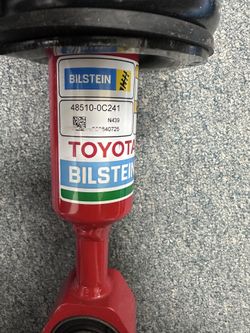 BILSTEIN
48510-0C241
N439
TOYOTA
BILSTEIN